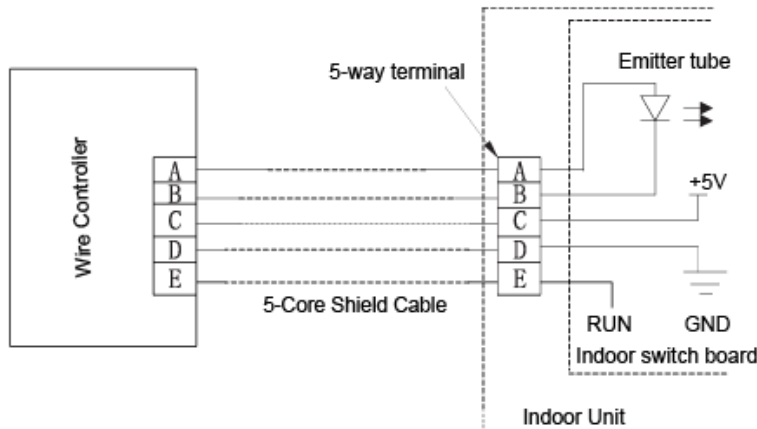 5-way terminal
Emitter tube
Wire Controller
A
B
C
D
E
A
B
C
D
E
+5V
5-Core Shield Cable
RUN
GND
Indoor switch board
Indoor Unit